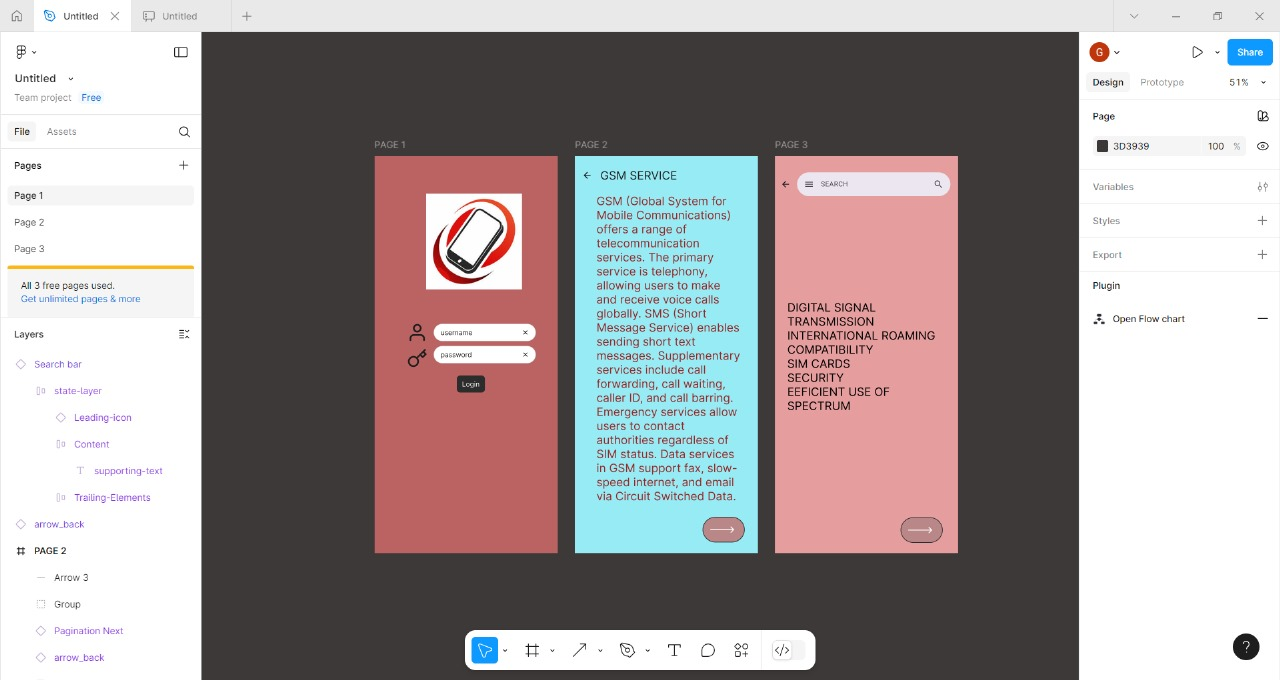 Untitled
Untitled
Untitled
Team project Free
File Assets
Pages
Page 1
Page 2
Page 3
All 3 free pages used.
Get unlimited pages & more
Layers
Search bar
state-layer
Leading-icon
Content
supporting-text
Trailing-Elements
arrow_back
PAGE 2
Arrow 3
Group
Pagination Next
arrow_back
PAGE 1
username
password
Login
PAGE 2
GSM SERVICE
GSM (Global System for
Mobile Communications)
offers a range of
telecommunication
services. The primary
service is telephony,
allowing users to make
and receive voice calls
globally. SMS (Short
Message Service) enables
sending short text
messages. Supplementary
services include call
forwarding, call waiting,
caller ID, and call barring.
Emergency services allow
users to contact
authorities regardless of
SIM status. Data services
in GSM support fax, slow-
speed internet, and email
via Circuit Switched Data.
PAGE 3
SEARCH
DIGITAL SIGNAL
TRANSMISSION
INTERNATIONAL ROAMING
COMPATIBILITY
SIM CARDS
SECURITY
EEFICIENT USE OF
SPECTRUM
G
Share
Design Prototype 51%
Page
3D3939 100 %
Variables
Styles
Export
Plugin
Open Flow chart
?